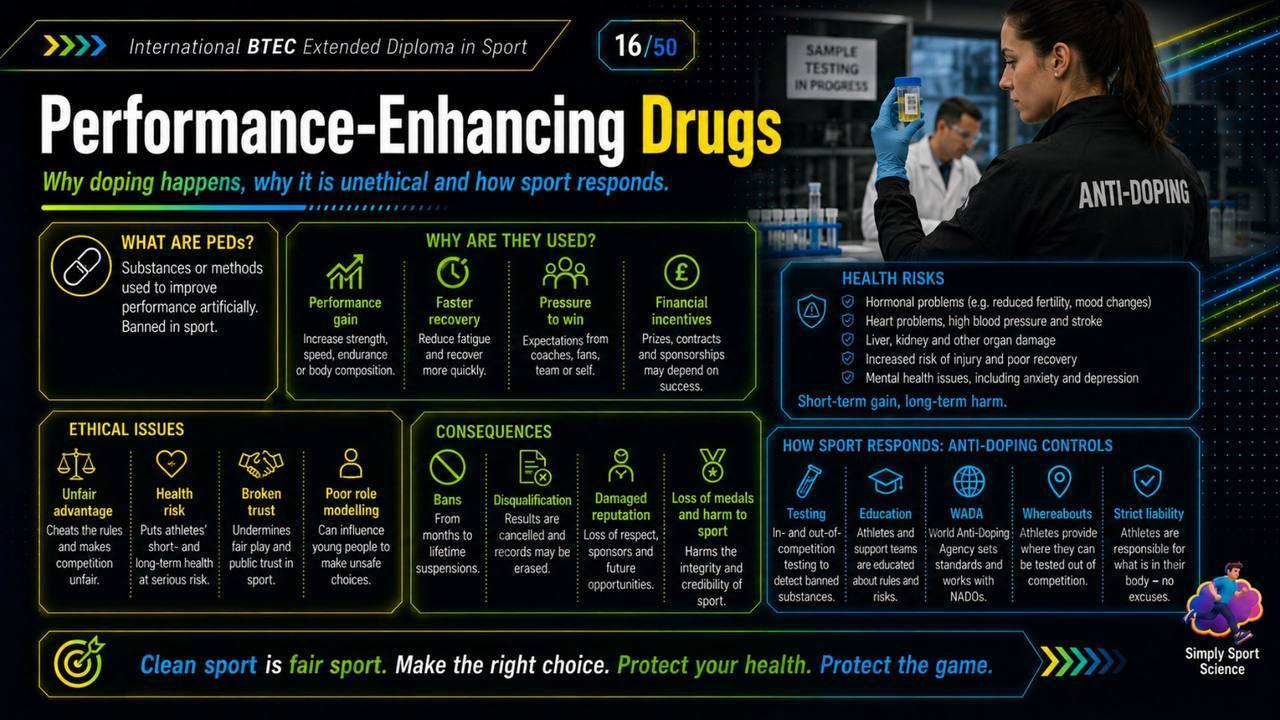 International BTEC Extended Diploma in Sport
16/50
SAMPLE
TESTING
IN PROGRESS
ANTI-DOPING
Performance-Enhancing Drugs
Why doping happens, why it is unethical and how sport responds.
WHAT ARE PEDs?
Substances or methods
used to improve
performance artificially.
Banned in sport.
WHY ARE THEY USED?
Performance
gain
Increase strength,
speed, endurance
or body composition.
Faster
recovery
Reduce fatigue
and recover
more quickly.
Pressure
to win
Expectations from
coaches, fans,
team or self.
Financial
incentives
Prizes, contracts
and sponsorships
may depend on
success.
HEALTH RISKS
Hormonal problems (e.g. reduced fertility, mood changes)
Heart problems, high blood pressure and stroke
Liver, kidney and other organ damage
Increased risk of injury and poor recovery
Mental health issues, including anxiety and depression
Short-term gain, long-term harm.
ETHICAL ISSUES
Unfair
advantage
Cheats the rules
and makes
competition
unfair.
Health
risk
Puts athletes'
short- and
long-term health
at serious risk.
Broken
trust
Undermines
fair play and
public trust in
sport.
Poor role
modelling
Can influence
young people to
make unsafe
choices.
CONSEQUENCES
Bans
From
months to
lifetime
suspensions.
Disqualification
Results are
cancelled and
records may be
erased.
Damaged
reputation
Loss of respect,
sponsors and
future
opportunities.
Loss of medals
and harm to
sport
Harms the
integrity and
credibility of
sport.
HOW SPORT RESPONDS: ANTI-DOPING CONTROLS
Testing
In- and out-of-
competition
testing to
detect banned
substances.
Education
Athletes and
support teams
are educated
about rules and
risks.
WADA
World Anti-Doping
Agency sets
standards and
works with
NADOs.
Whereabouts
Athletes provide
where they can
be tested out of
competition.
Strict liability
Athletes are
responsible for
what is in their
body – no
excuses.
Clean sport is fair sport. Make the right choice. Protect your health. Protect the game.
Simply Sport
Science